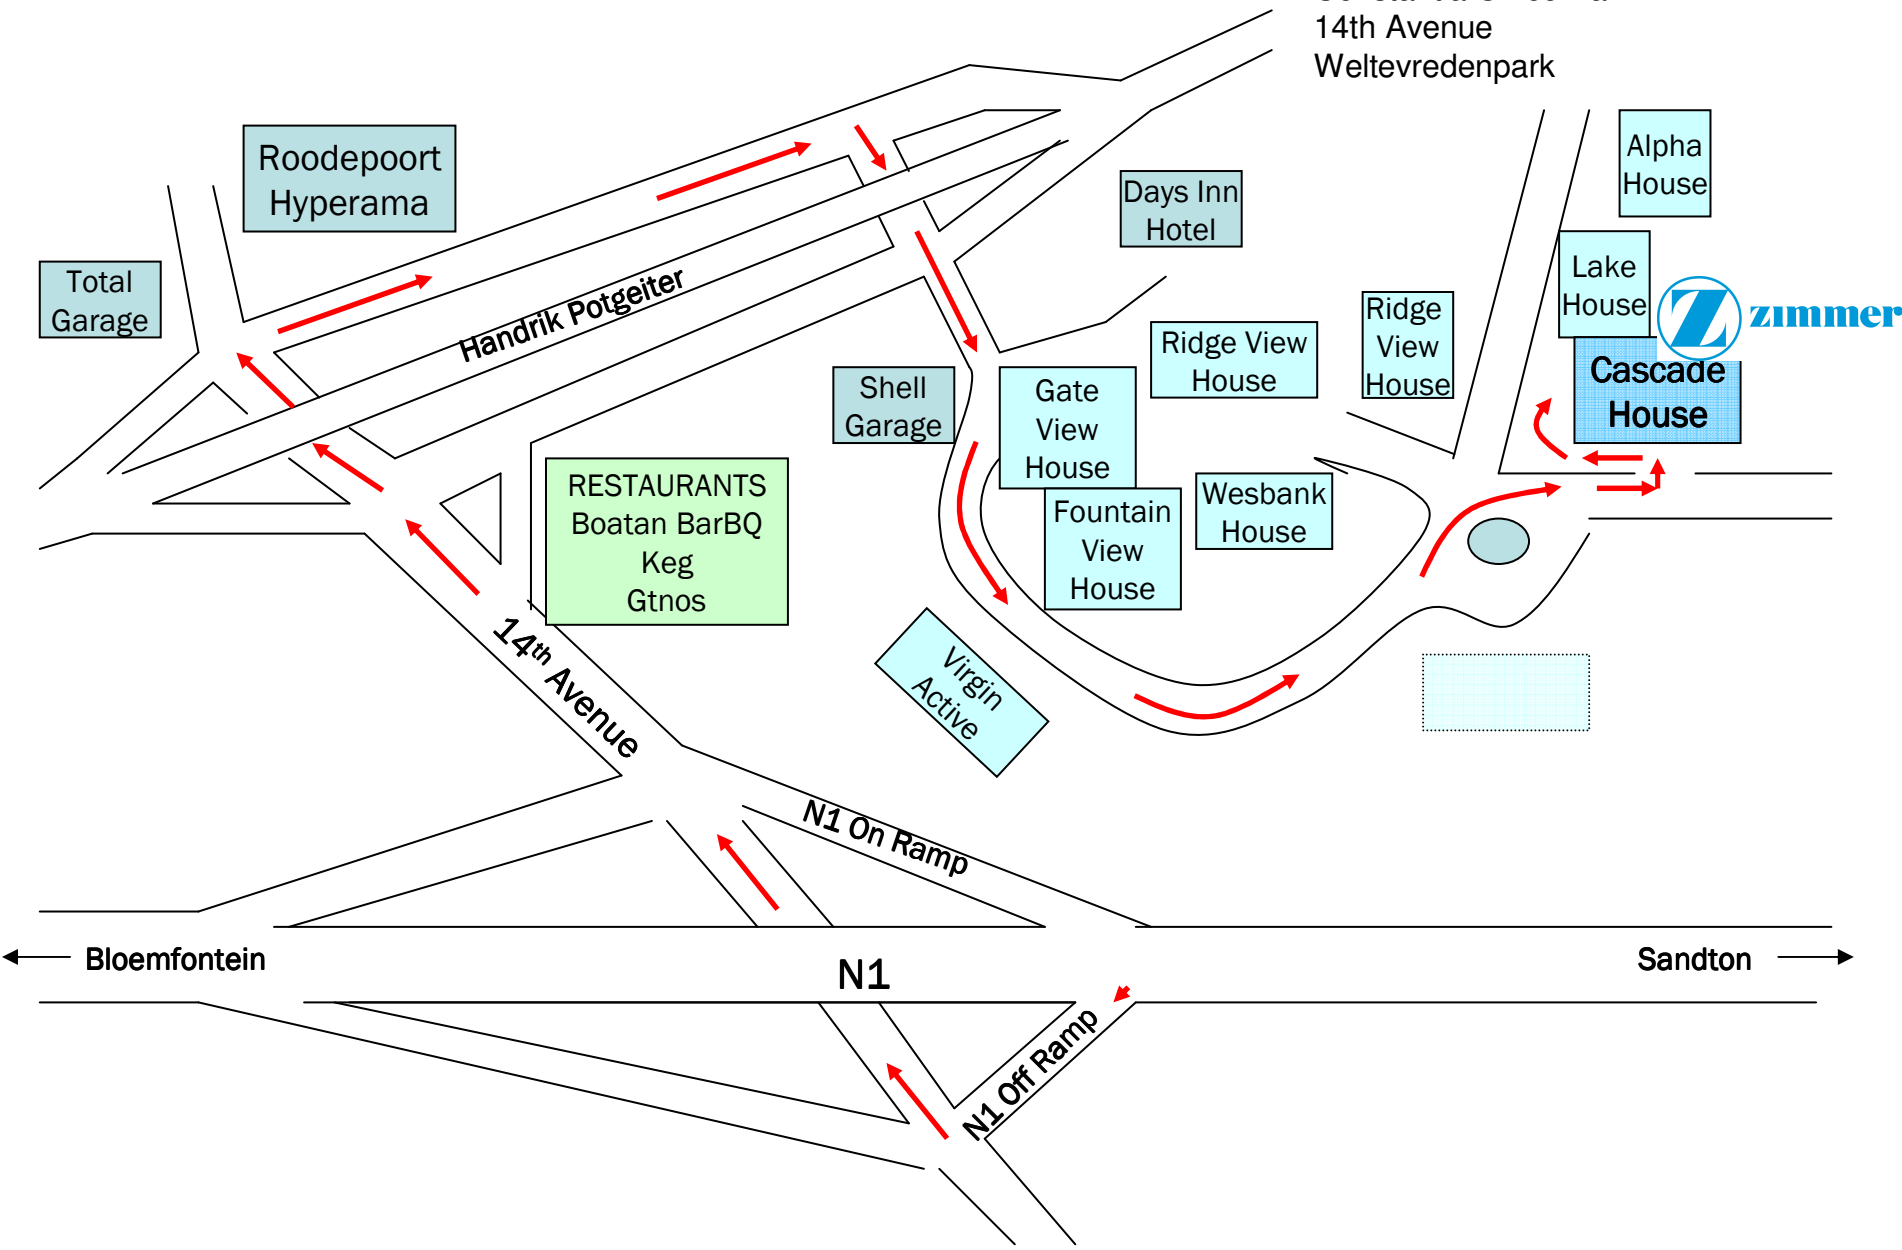 14th Avenue
Weltevredenpark
Alpha
House
Roodepoort
Hyperama
Days Inn
Hotel
Total
Garage
Lake
House
zimmer
Handrik Potgeiter
Ridge
View
House
Ridge View
House
Cascade
House
Shell
Garage
Gate
View
House
RESTAURANTS
Boatan BarBQ
Keg
Gtnos
Wesbank
House
Fountain
View
House
14th Avenue
Virgin
Active
N1 On Ramp
Bloemfontein
N1
Sandton
N1 Off Ramp